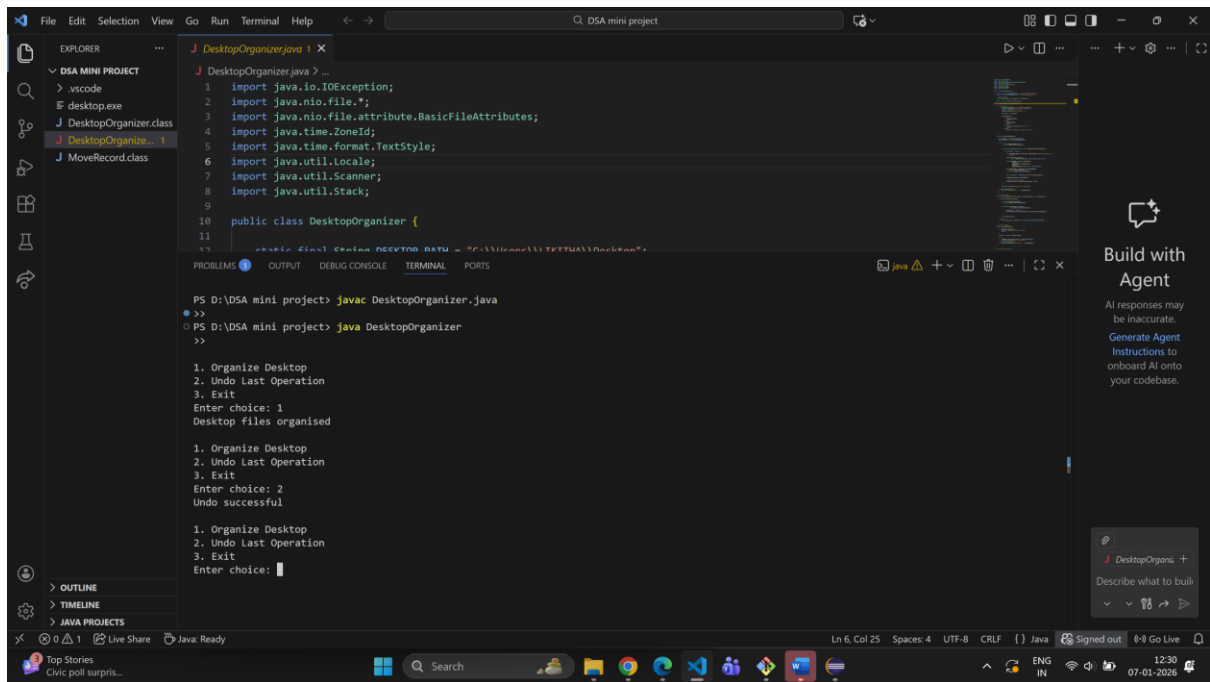 File Edit Selection View Go Run Terminal Help
DSA mini project
EXPLORER
DSA MINI PROJECT
.vscode
desktop.exe
DesktopOrganizer.class
DesktopOrganize... 1
MoveRecord.class
OUTLINE
TIMELINE
JAVA PROJECTS
DesktopOrganizer.java 1
DesktopOrganizer.java > ...
1 import java.io.IOException;
2 import java.nio.file.*;
3 import java.nio.file.attribute.BasicFileAttributes;
4 import java.time.ZoneId;
5 import java.time.format.TextStyle;
6 import java.util.Locale;
7 import java.util.Scanner;
8 import java.util.Stack;
9
10 public class DesktopOrganizer {
11
12 static final String DESKTOP_PATH = "C:\\Users\\LIKITHA\\Desktop";
PROBLEMS 1 OUTPUT DEBUG CONSOLE TERMINAL PORTS
java
PS D:\DSA mini project> javac DesktopOrganizer.java
>>
PS D:\DSA mini project> java DesktopOrganizer
>>
1. Organize Desktop
2. Undo Last Operation
3. Exit
Enter choice: 1
Desktop files organised
1. Organize Desktop
2. Undo Last Operation
3. Exit
Enter choice: 2
Undo successful
1. Organize Desktop
2. Undo Last Operation
3. Exit
Enter choice:
Build with
Agent
AI responses may
be inaccurate.
Generate Agent
Instructions to
onboard AI onto
your codebase.
DesktopOrganiz
Describe what to buil
0 1 Live Share Java: Ready
Ln 6, Col 25 Spaces: 4 UTF-8 CRLF {} Java Signed out Go Live
3
Top Stories
Civic poll surpris...
Search
ENG
IN
12:30
07-01-2026